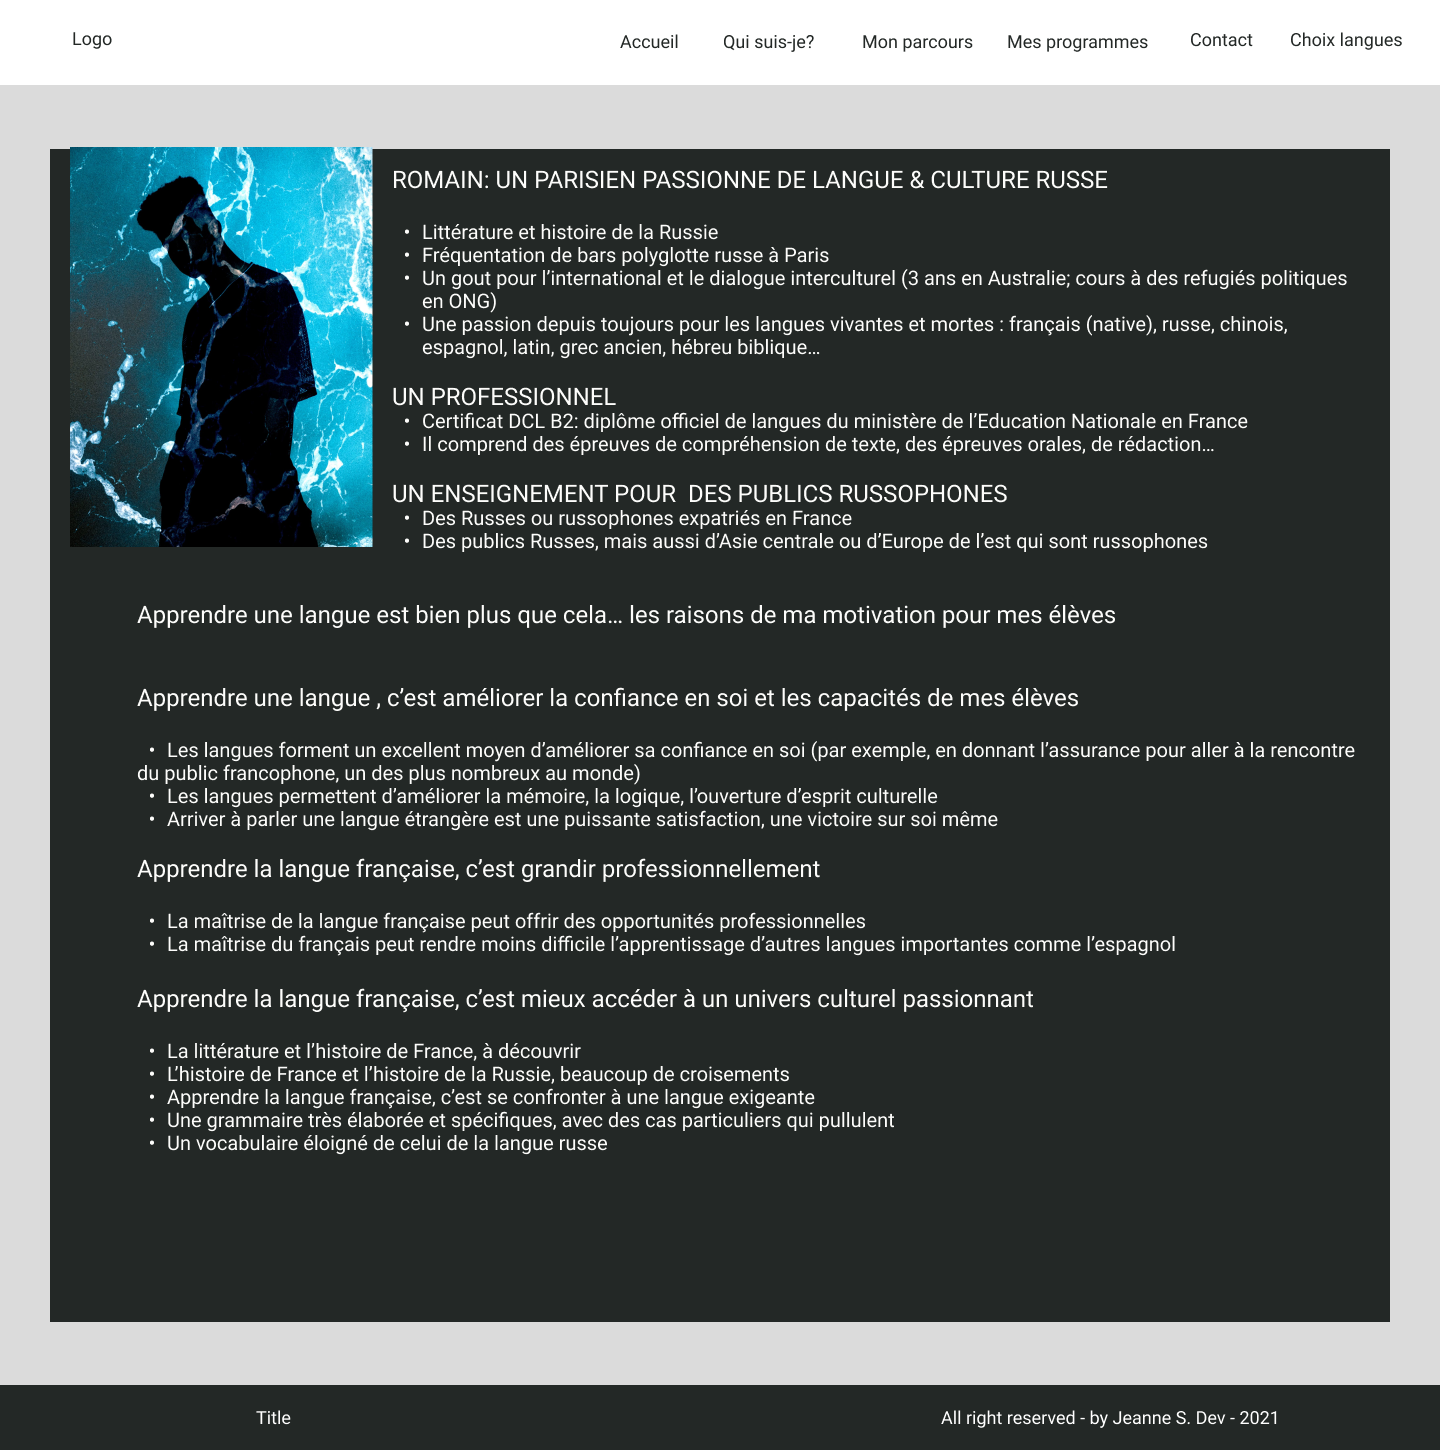 Logo
Accueil
Qui suis-je?
Mon parcours
Mes programmes
Contact
Choix langues
ROMAIN: UN PARISIEN PASSIONNE DE LANGUE & CULTURE RUSSE
• Littérature et histoire de la Russie
• Fréquentation de bars polyglotte russe à Paris
• Un gout pour l’international et le dialogue interculturel (3 ans en Australie; cours à des refugiés politiques
en ONG)
• Une passion depuis toujours pour les langues vivantes et mortes : français (native), russe, chinois,
espagnol, latin, grec ancien, hébreu biblique…
UN PROFESSIONNEL
• Certificat DCL B2: diplôme officiel de langues du ministère de l’Education Nationale en France
• Il comprend des épreuves de compréhension de texte, des épreuves orales, de rédaction…
UN ENSEIGNEMENT POUR  DES PUBLICS RUSSOPHONES
• Des Russes ou russophones expatriés en France
• Des publics Russes, mais aussi d’Asie centrale ou d’Europe de l’est qui sont russophones
Apprendre une langue est bien plus que cela… les raisons de ma motivation pour mes élèves
Apprendre une langue , c’est améliorer la confiance en soi et les capacités de mes élèves
• Les langues forment un excellent moyen d’améliorer sa confiance en soi (par exemple, en donnant l’assurance pour aller à la rencontre
du public francophone, un des plus nombreux au monde)
• Les langues permettent d’améliorer la mémoire, la logique, l’ouverture d’esprit culturelle
• Arriver à parler une langue étrangère est une puissante satisfaction, une victoire sur soi même
Apprendre la langue française, c’est grandir professionnellement
• La maîtrise de la langue française peut offrir des opportunités professionnelles
• La maîtrise du français peut rendre moins difficile l’apprentissage d’autres langues importantes comme l’espagnol
Apprendre la langue française, c’est mieux accéder à un univers culturel passionnant
• La littérature et l’histoire de France, à découvrir
• L’histoire de France et l’histoire de la Russie, beaucoup de croisements
• Apprendre la langue française, c’est se confronter à une langue exigeante
• Une grammaire très élaborée et spécifiques, avec des cas particuliers qui pullulent
• Un vocabulaire éloigné de celui de la langue russe
Title
All right reserved - by Jeanne S. Dev - 2021